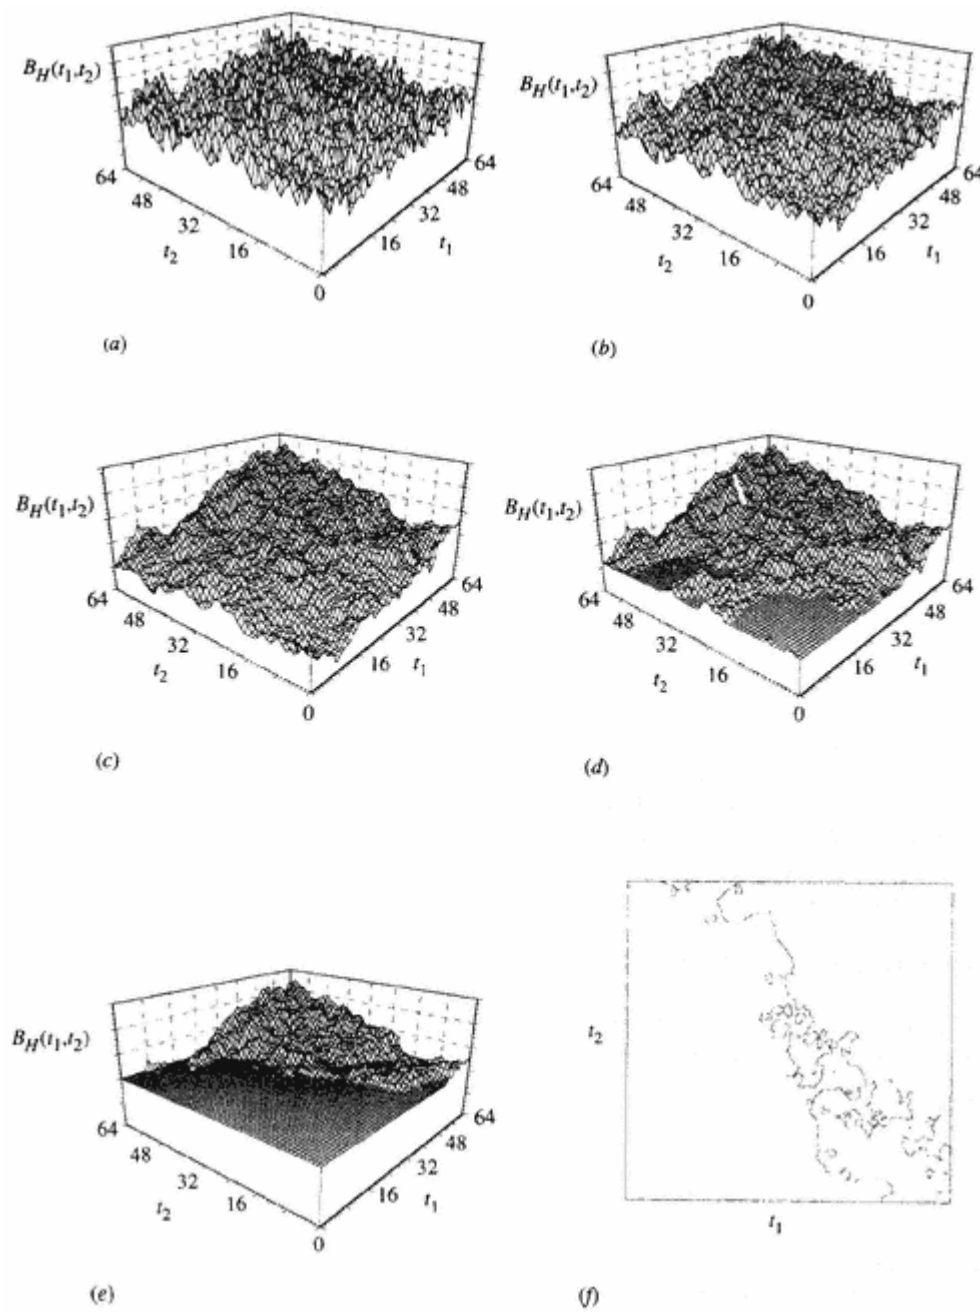 B_H(t_1,t_2)
64
48
32
16
t_2
0
16
32
48
64
t_1
(a)
B_H(t_1,t_2)
64
48
32
16
t_2
0
16
32
48
64
t_1
(b)
B_H(t_1,t_2)
64
48
32
16
t_2
0
16
32
48
64
t_1
(c)
B_H(t_1,t_2)
64
48
32
16
t_2
0
16
32
48
64
t_1
(d)
B_H(t_1,t_2)
64
48
32
16
t_2
0
16
32
48
64
t_1
(e)
t_2
t_1
(f)